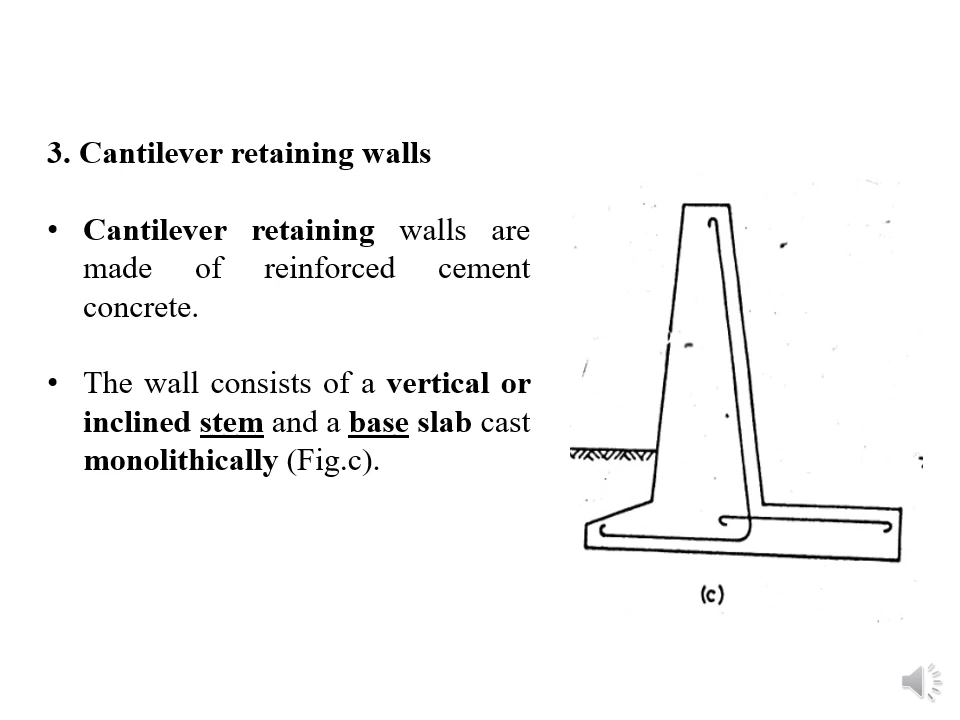 3. Cantilever retaining walls
• Cantilever retaining walls are
made of reinforced cement
concrete.
• The wall consists of a vertical or
inclined stem and a base slab cast
monolithically (Fig.c).
(c)